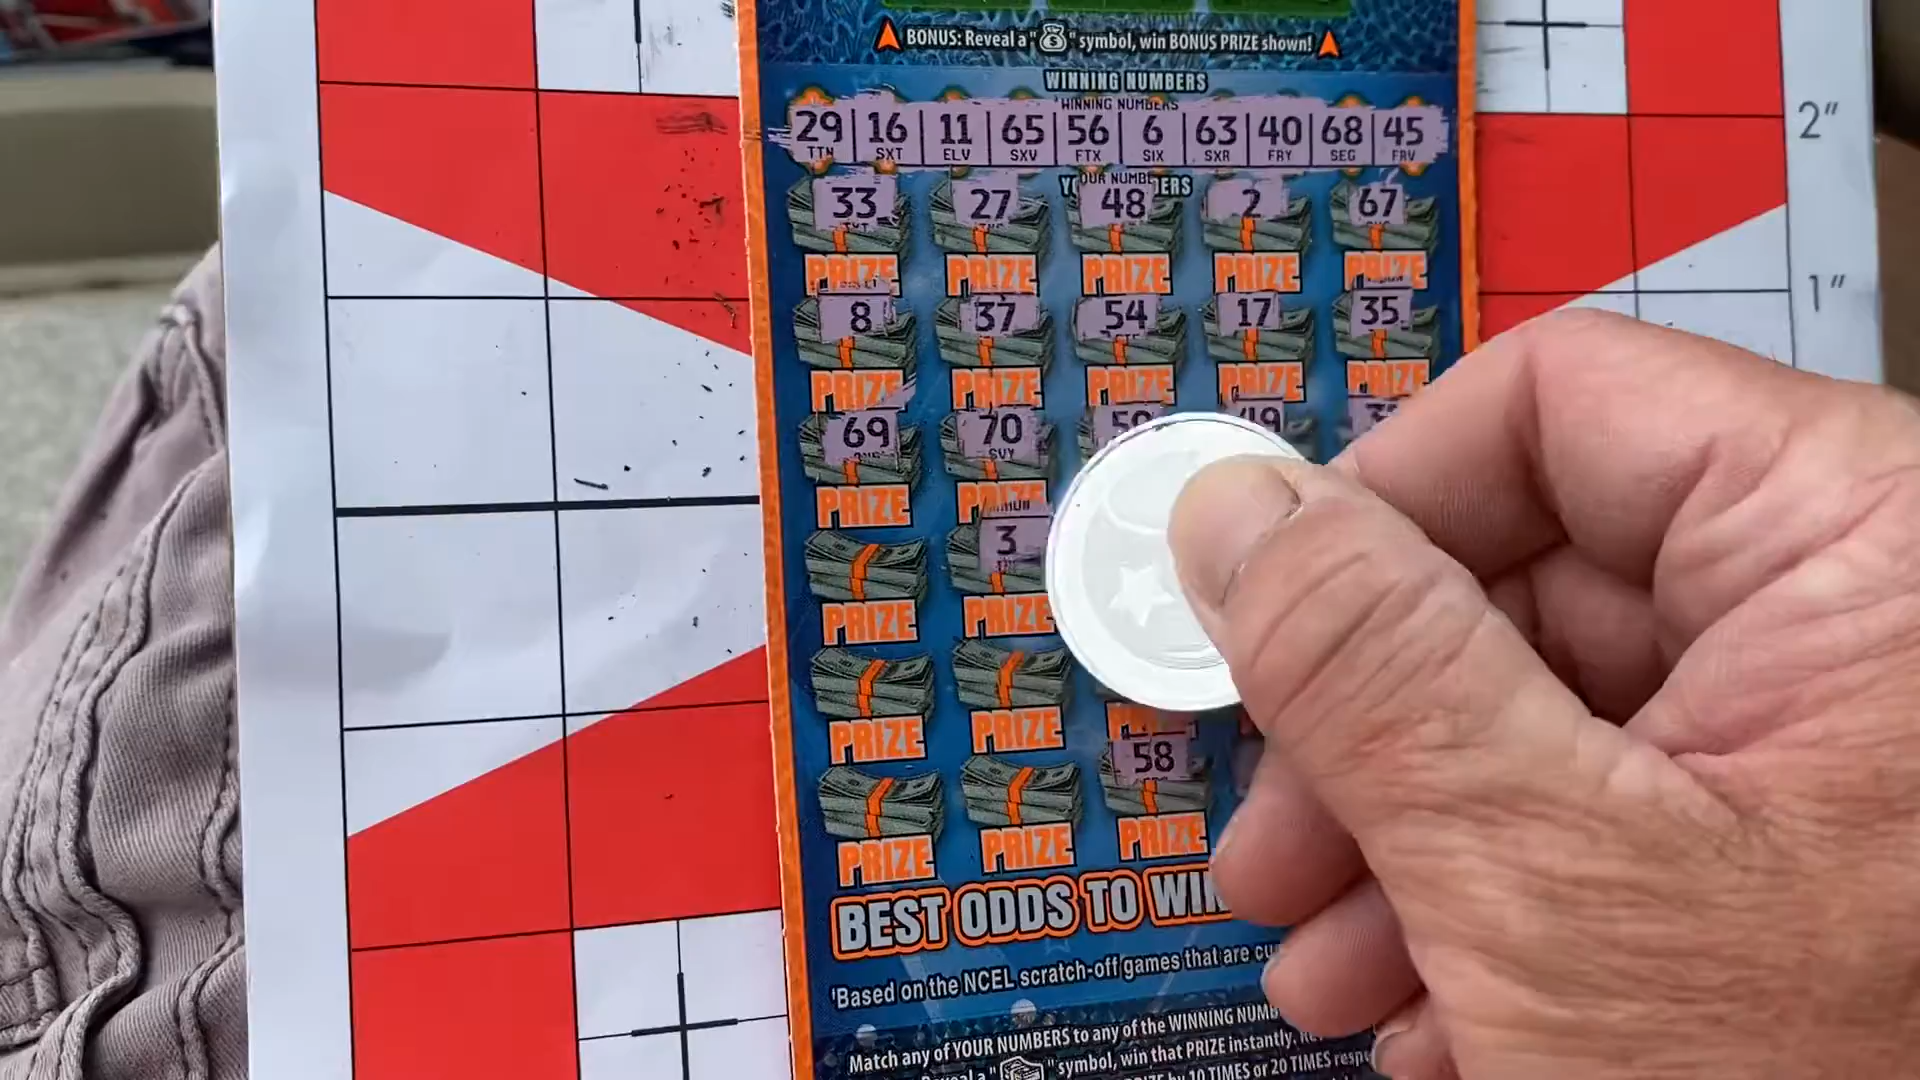 BONUS: Reveal a " " symbol, win BONUS PRIZE shown!
WINNING NUMBERS
WINNING NUMBERS
29 16 11 65 56 6 63 40 68 45
TTN SXT ELV SXV FTX SIX SXR FRY SEG FRV
YOUR NUMBERS
33 27 48 2 67
PRIZE PRIZE PRIZE PRIZE PRIZE
8 37 54 17 35
PRIZE PRIZE PRIZE PRIZE PRIZE
69 70 49
SVY
PRIZE PRIZE
3
PRIZE PRIZE
PRIZE PRIZE PRIZE
58
PRIZE PRIZE PRIZE
BEST ODDS TO WIN
Based on the NCEL scratch-off games that are
Match any of YOUR NUMBERS to any of the WINNING
" symbol, win that PRIZE instantly.
by 10 TIMES or 20 TIMES
2"
1"